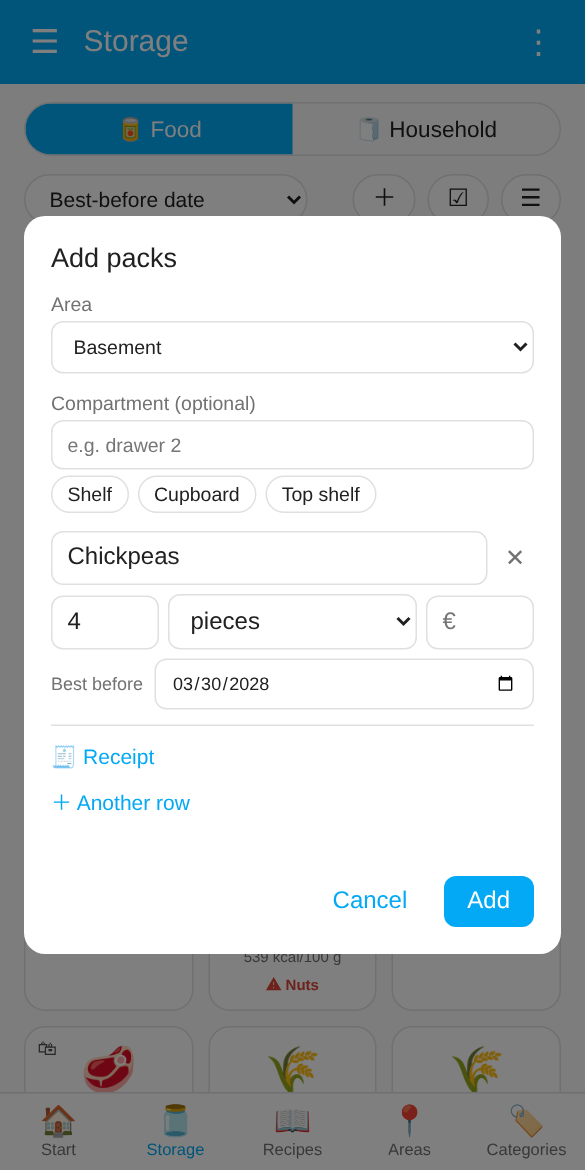 Storage
Food
Household
Best-before date
Add packs
Area
Basement
Compartment (optional)
e.g. drawer 2
Shelf Cupboard Top shelf
Chickpeas
4 pieces €
Best before 03/30/2028
Receipt
+ Another row
Cancel Add
539 kcal/100 g
Nuts
Start Storage Recipes Areas Categories